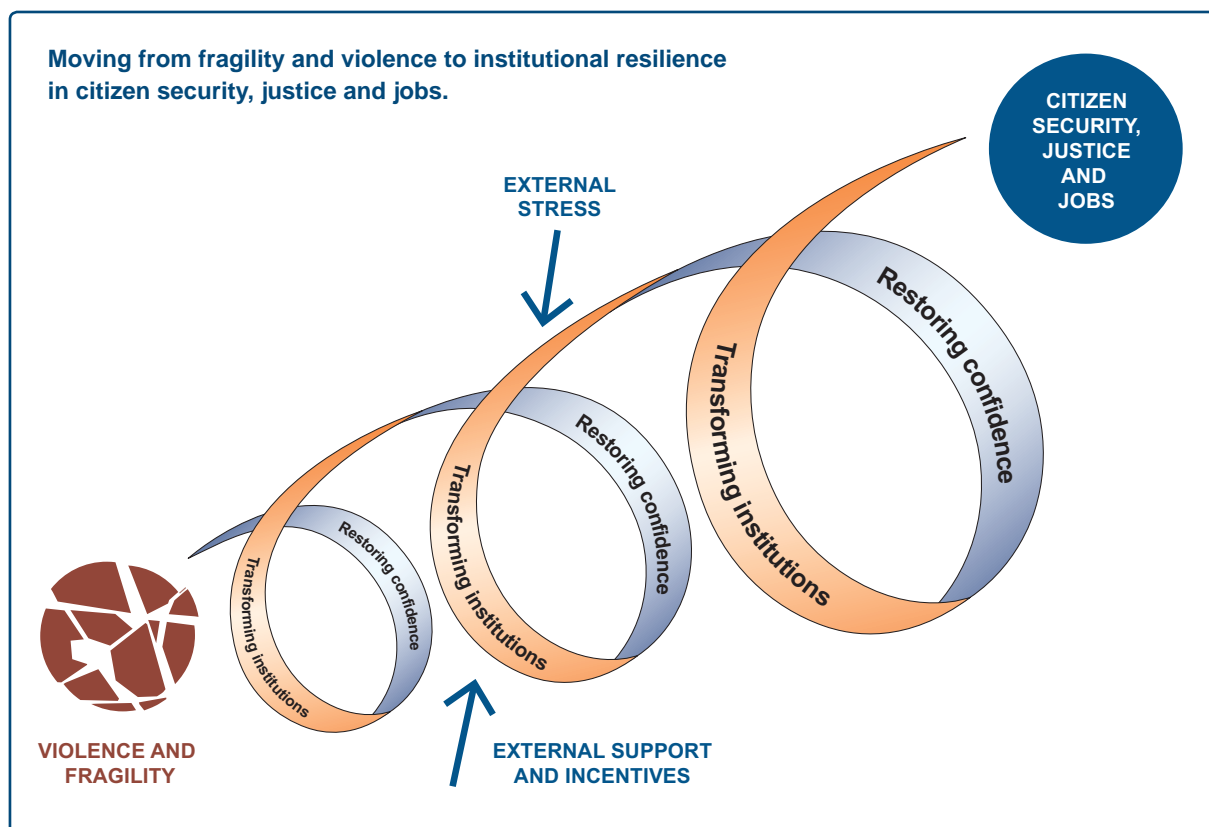 Moving from fragility and violence to institutional resilience
in citizen security, justice and jobs.
CITIZEN
SECURITY,
JUSTICE
AND
JOBS
EXTERNAL
STRESS
Restoring confidence
Transforming institutions
Restoring confidence
Transforming institutions
Restoring confidence
Transforming institutions
VIOLENCE AND
FRAGILITY
EXTERNAL SUPPORT
AND INCENTIVES